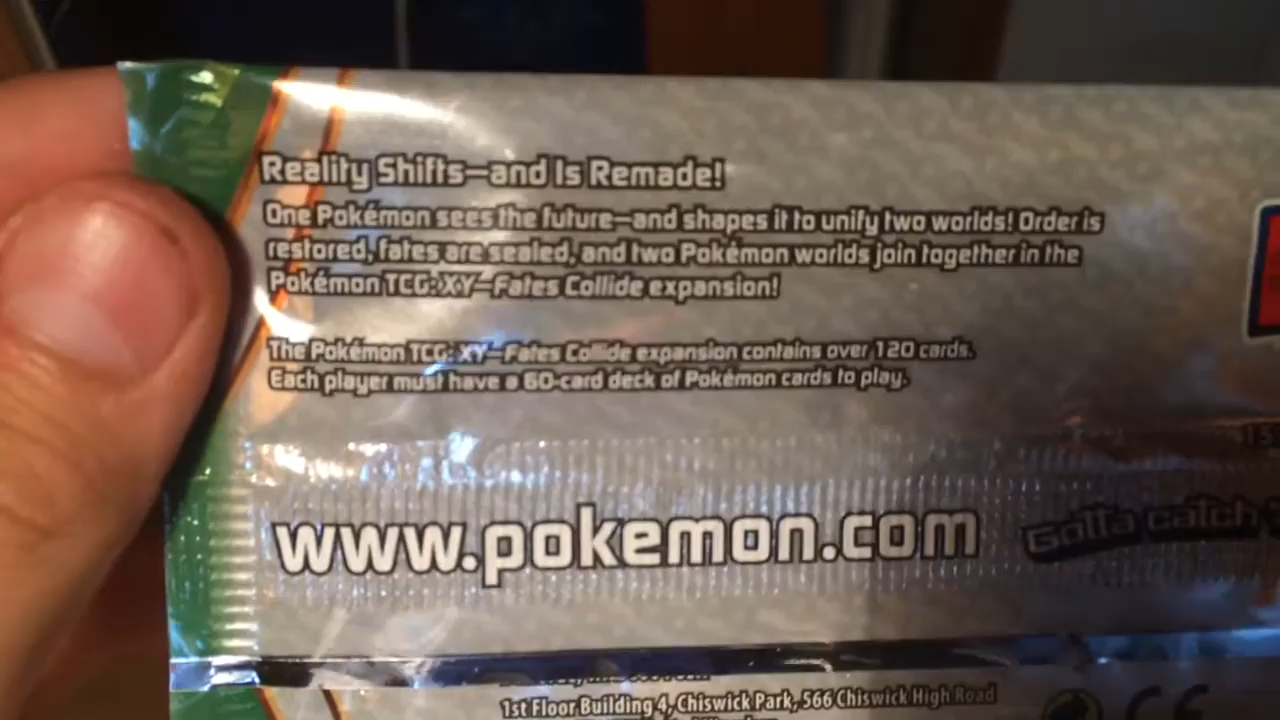 Reality Shifts—and Is Remade!
One Pokémon sees the future—and shapes it to unify two worlds! Order is
restored, fates are sealed, and two Pokémon worlds join together in the
Pokémon TCG: XY—Fates Collide expansion!
The Pokémon TCG: XY—Fates Collide expansion contains over 120 cards.
Each player must have a 60-card deck of Pokémon cards to play.
www.pokemon.com
Gotta catch
1st Floor Building 4, Chiswick Park, 566 Chiswick High Road
CE